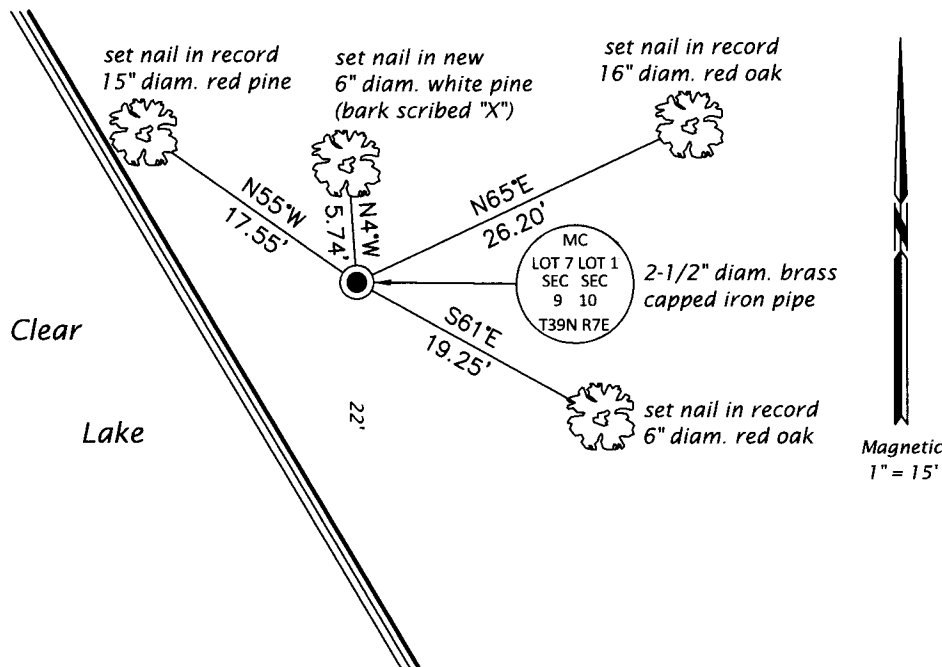 set nail in record
15" diam. red pine
set nail in new
6" diam. white pine
(bark scribed "X")
set nail in record
16" diam. red oak
N55°W
17.55'
N4°W
5.74'
N65°E
26.20'
MC
LOT 7 LOT 1
SEC SEC
9 10
T39N R7E
2-1/2" diam. brass
capped iron pipe
N
S61°E
19.25'
Clear
Lake
22'
set nail in record
6" diam. red oak
Magnetic
1" = 15'